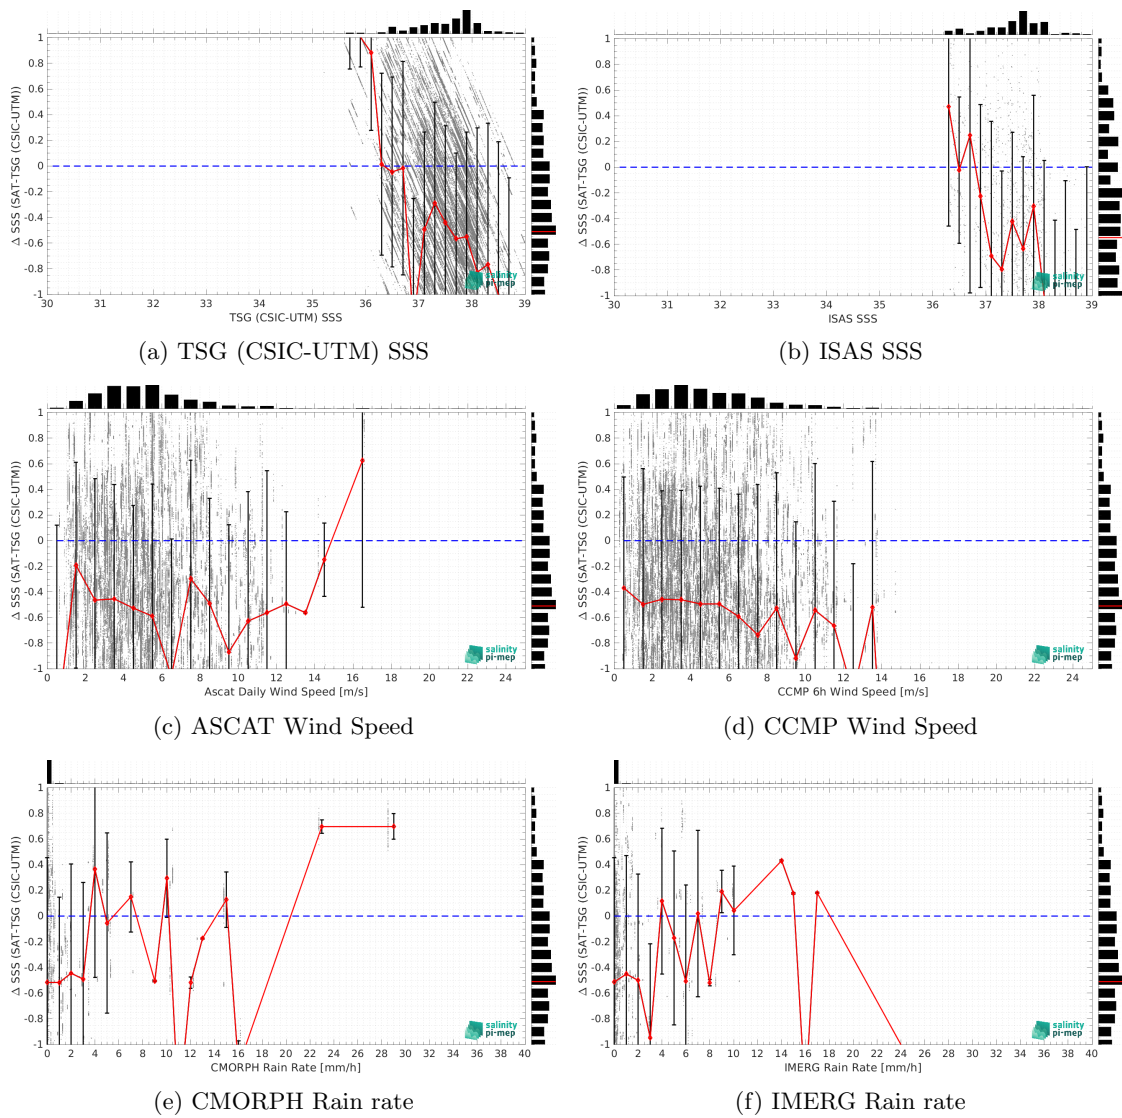 1
0.8
0.6
0.4
0.2
0
-0.2
-0.4
-0.6
-0.8
-1
Δ SSS (SAT-TSG (CSIC-UTM))
30 31 32 33 34 35 36 37 38 39
TSG (CSIC-UTM) SSS
salinity
pi-mep
(a) TSG (CSIC-UTM) SSS
1
0.8
0.6
0.4
0.2
0
-0.2
-0.4
-0.6
-0.8
-1
Δ SSS (SAT-TSG (CSIC-UTM))
30 31 32 33 34 35 36 37 38 39
ISAS SSS
salinity
pi-mep
(b) ISAS SSS
1
0.8
0.6
0.4
0.2
0
-0.2
-0.4
-0.6
-0.8
-1
Δ SSS (SAT-TSG (CSIC-UTM))
0 2 4 6 8 10 12 14 16 18 20 22 24
Ascat Daily Wind Speed [m/s]
salinity
pi-mep
(c) ASCAT Wind Speed
1
0.8
0.6
0.4
0.2
0
-0.2
-0.4
-0.6
-0.8
-1
Δ SSS (SAT-TSG (CSIC-UTM))
0 2 4 6 8 10 12 14 16 18 20 22 24
CCMP 6h Wind Speed [m/s]
salinity
pi-mep
(d) CCMP Wind Speed
1
0.8
0.6
0.4
0.2
0
-0.2
-0.4
-0.6
-0.8
-1
Δ SSS (SAT-TSG (CSIC-UTM))
0 2 4 6 8 10 12 14 16 18 20 22 24 26 28 30 32 34 36 38 40
CMORPH Rain Rate [mm/h]
salinity
pi-mep
(e) CMORPH Rain rate
1
0.8
0.6
0.4
0.2
0
-0.2
-0.4
-0.6
-0.8
-1
Δ SSS (SAT-TSG (CSIC-UTM))
0 2 4 6 8 10 12 14 16 18 20 22 24 26 28 30 32 34 36 38 40
IMERG Rain Rate [mm/h]
salinity
pi-mep
(f) IMERG Rain rate